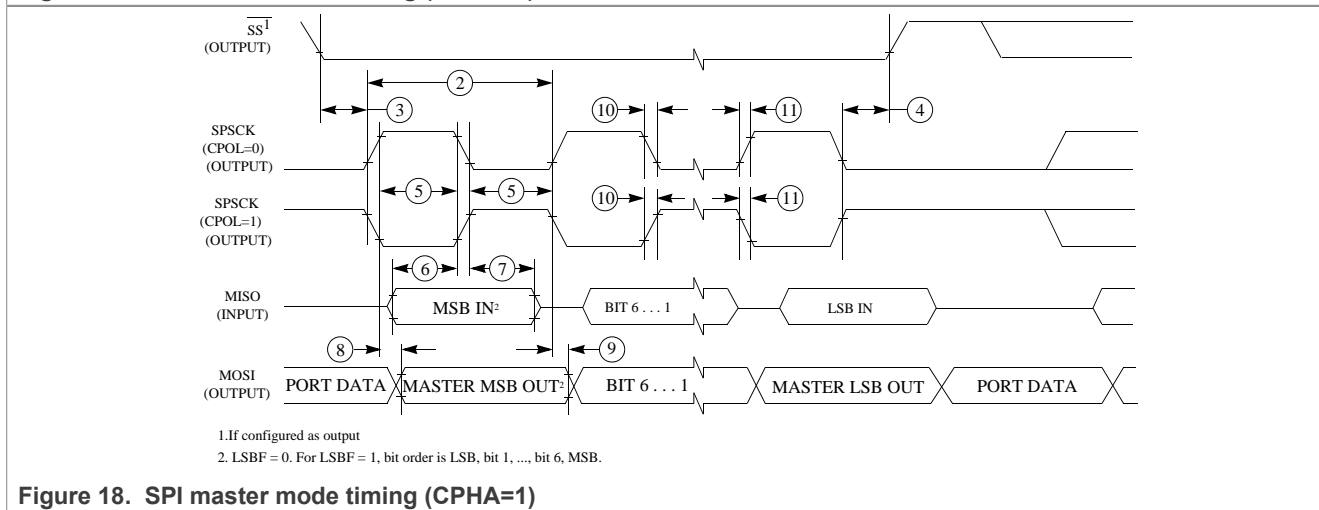 SS1
(OUTPUT)
2
3
10
11
4
SPSCK
(CPOL=0)
(OUTPUT)
5
5
SPSCK
(CPOL=1)
(OUTPUT)
10
11
6
7
MISO
(INPUT)
MSB IN2
BIT 6 . . . 1
LSB IN
8
9
MOSI
(OUTPUT)
PORT DATA
MASTER MSB OUT2
BIT 6 . . . 1
MASTER LSB OUT
PORT DATA
1.If configured as output
2. LSBF = 0. For LSBF = 1, bit order is LSB, bit 1, ..., bit 6, MSB.
Figure 18. SPI master mode timing (CPHA=1)